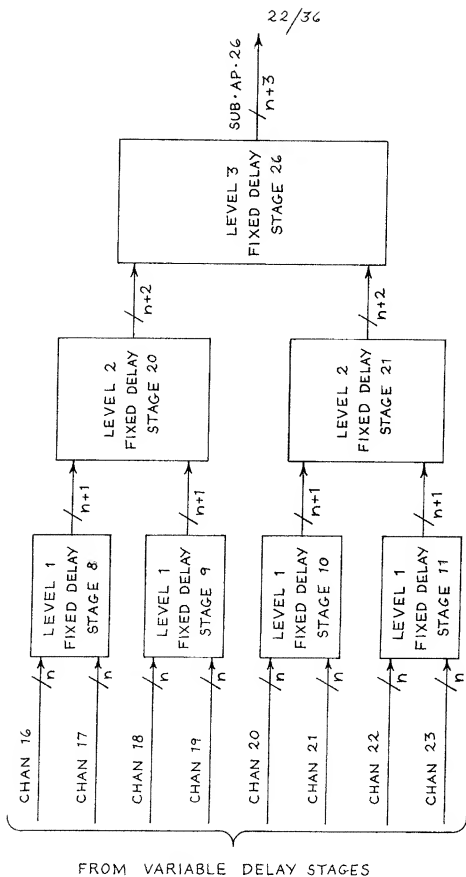 22/36
SUB·AP·26
n+3
LEVEL 3
FIXED DELAY
STAGE 26
n+2
n+2
LEVEL 2
FIXED DELAY
STAGE 20
LEVEL 2
FIXED DELAY
STAGE 21
n+1
n+1
n+1
n+1
LEVEL 1
FIXED DELAY
STAGE 8
LEVEL 1
FIXED DELAY
STAGE 9
LEVEL 1
FIXED DELAY
STAGE 10
LEVEL 1
FIXED DELAY
STAGE 11
n
n
n
n
n
n
n
n
CHAN 16
CHAN 17
CHAN 18
CHAN 19
CHAN 20
CHAN 21
CHAN 22
CHAN 23
FROM VARIABLE DELAY STAGES